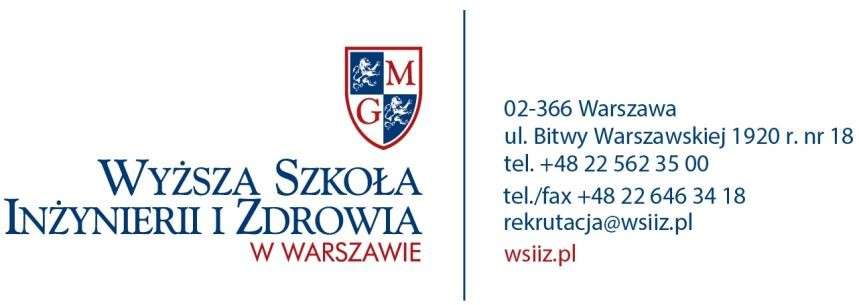 M
G
WYŻSZA SZKOŁA
INŻYNIERII I ZDROWIA
W WARSZAWIE
02-366 Warszawa
ul. Bitwy Warszawskiej 1920 r. nr 18
tel. +48 22 562 35 00
tel./fax +48 22 646 34 18
rekrutacja@wsiiz.pl
wsiiz.pl